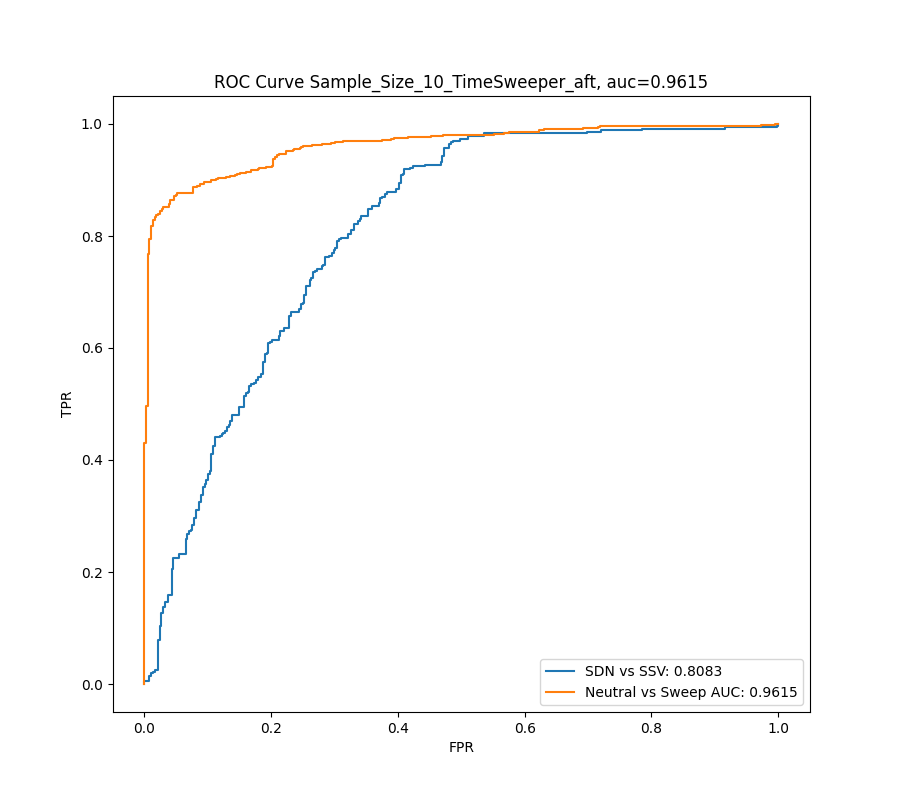 ROC Curve Sample_Size_10_TimeSweeper_aft, auc=0.9615
1.0
0.8
0.6
0.4
0.2
0.0
TPR
0.0 0.2 0.4 0.6 0.8 1.0
FPR
SDN vs SSV: 0.8083
Neutral vs Sweep AUC: 0.9615